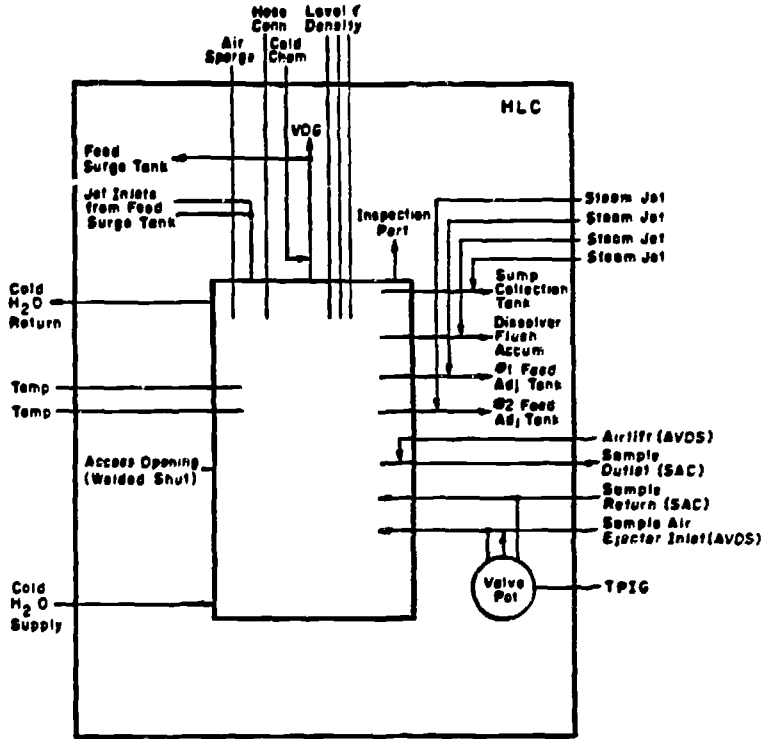 Hose
Conn
Level &
Density
Air
Sparge
Cold
Chem
HLC
VOG
Feed
Surge Tank
Jet Inlets
from Feed
Surge Tank
Inspection
Port
Steam Jet
Steam Jet
Steam Jet
Steam Jet
Cold
H2O
Return
Sump
Collection
Tank
Dissolver
Flush
Accum
#1 Feed
Adj Tank
#2 Feed
Adj Tank
Temp
Temp
Airlift (AVDS)
Access Opening
(Welded Shut)
Sample
Outlet (SAC)
Sample
Return (SAC)
Sample Air
Ejector Inlet (AVDS)
Valve
Pot
TPIG
Cold
H2O
Supply